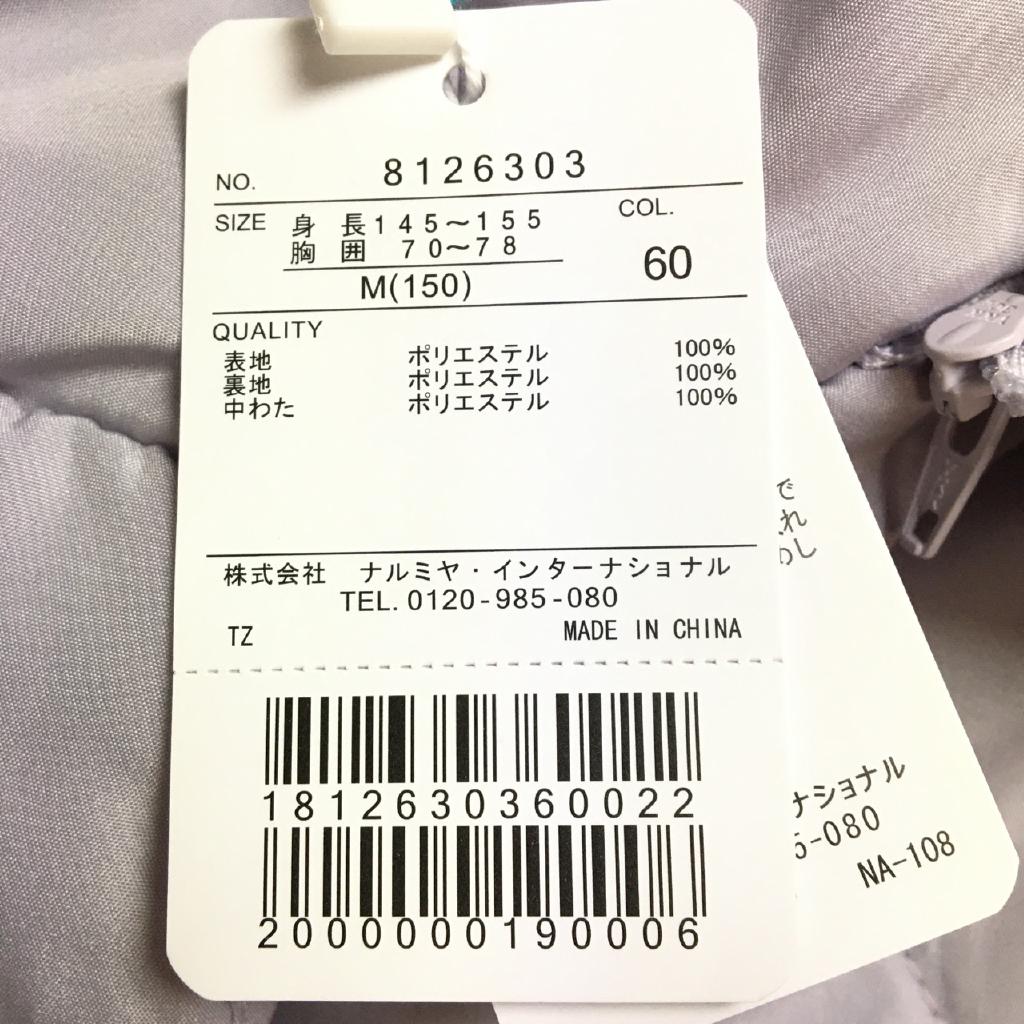 NO. 8126303
SIZE 身 長145〜155 COL.
胸 囲 70〜78
M(150) 60
QUALITY
表地 ポリエステル 100%
裏地 ポリエステル 100%
中わた ポリエステル 100%
株式会社 ナルミヤ・インターナショナル
TEL. 0120-985-080
TZ MADE IN CHINA
1812630360022
2000000190006
で
れ
し
ナショナル
5-080
NA-108